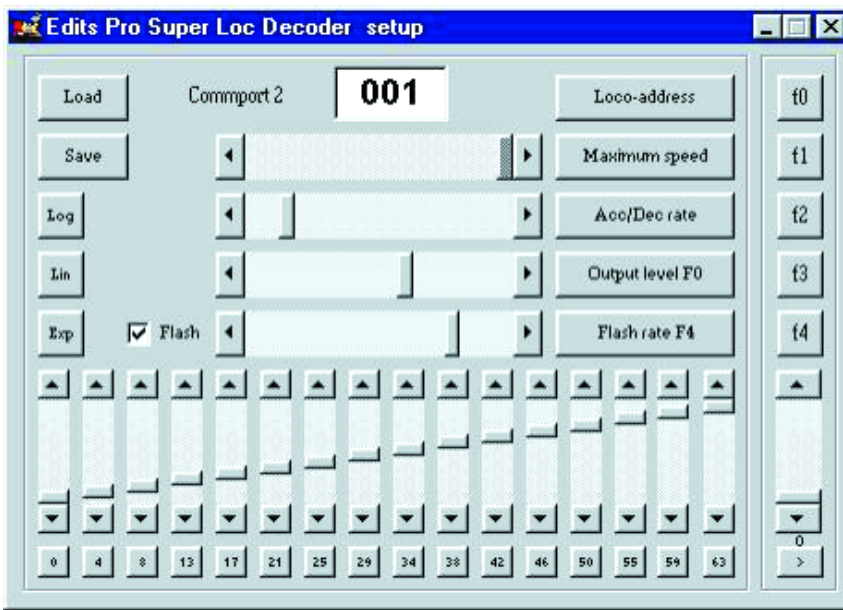 Edits Pro Super Loc Decoder setup
Load Commport 2 001 Loco-address f0
Save Maximum speed f1
Log Acc/Dec rate f2
Lin Output level F0 f3
Exp Flash Flash rate F4 f4
0
0 4 8 13 17 21 25 29 34 38 42 46 50 55 59 63 >